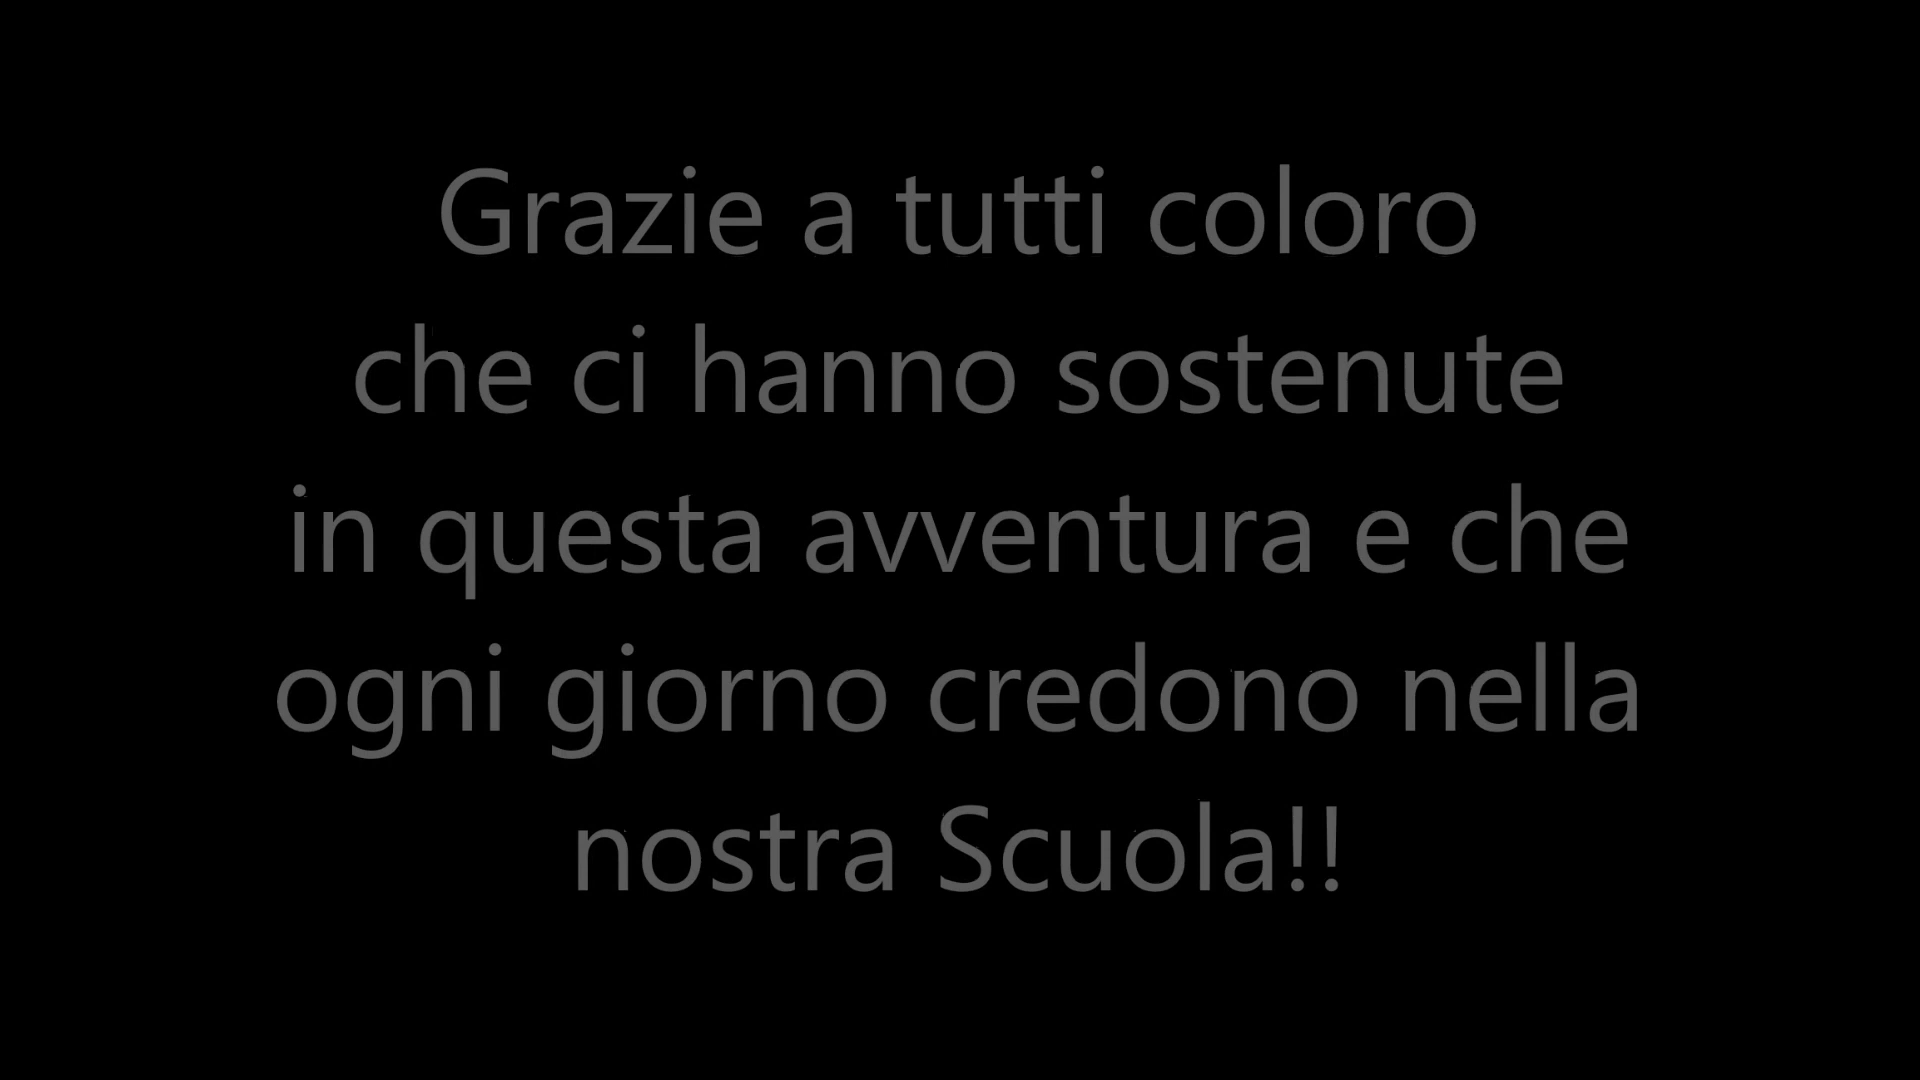 Grazie a tutti coloro
che ci hanno sostenute
in questa avventura e che
ogni giorno credono nella
nostra Scuola!!